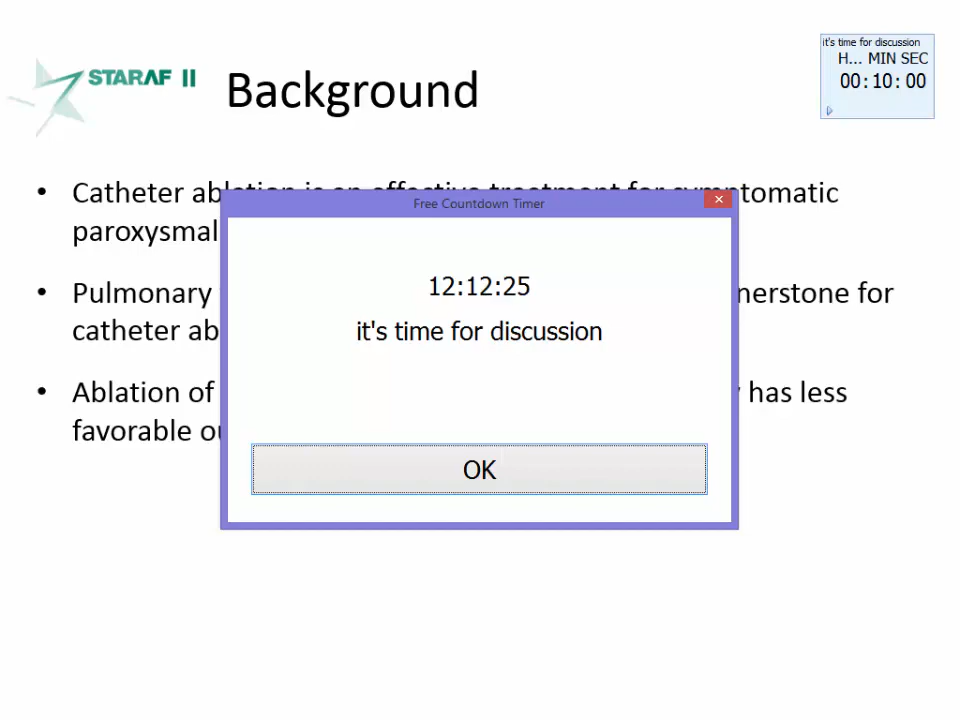 STARAF II
Background
it's time for discussion
H... MIN SEC
00:10:00
• Catheter ablation is an effective treatment for symptomatic
paroxysmal
• Pulmonary nerstone for
catheter ab
• Ablation of has less
favorable ou
Free Countdown Timer
12:12:25
it's time for discussion
OK